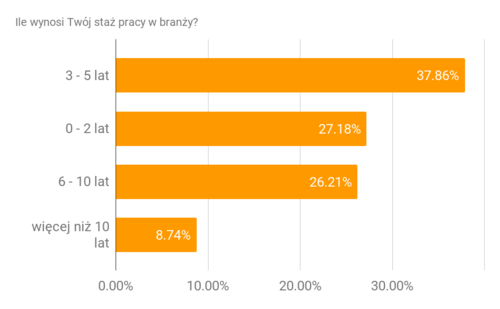 Ile wynosi Twój staż pracy w branży?
3 - 5 lat
37.86%
0 - 2 lat
27.18%
6 - 10 lat
26.21%
więcej niż 10
lat
8.74%
0.00%
10.00%
20.00%
30.00%